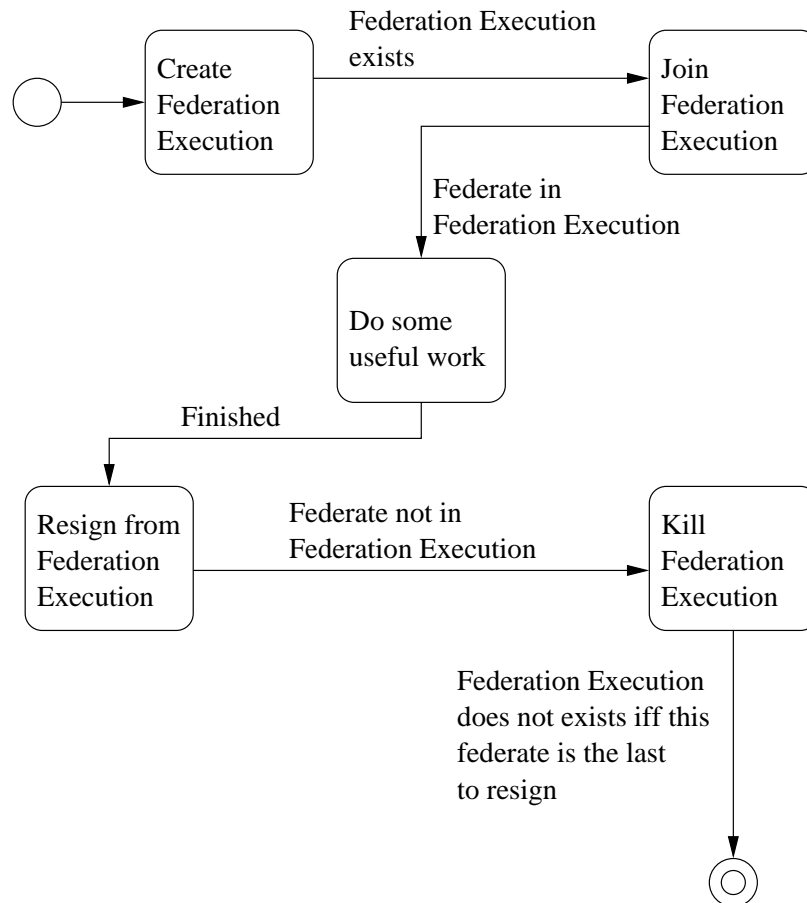 Federation Execution
exists
Create
Federation
Execution
Join
Federation
Execution
Federate in
Federation Execution
Do some
useful work
Finished
Resign from
Federation
Execution
Federate not in
Federation Execution
Kill
Federation
Execution
Federation Execution
does not exists iff this
federate is the last
to resign